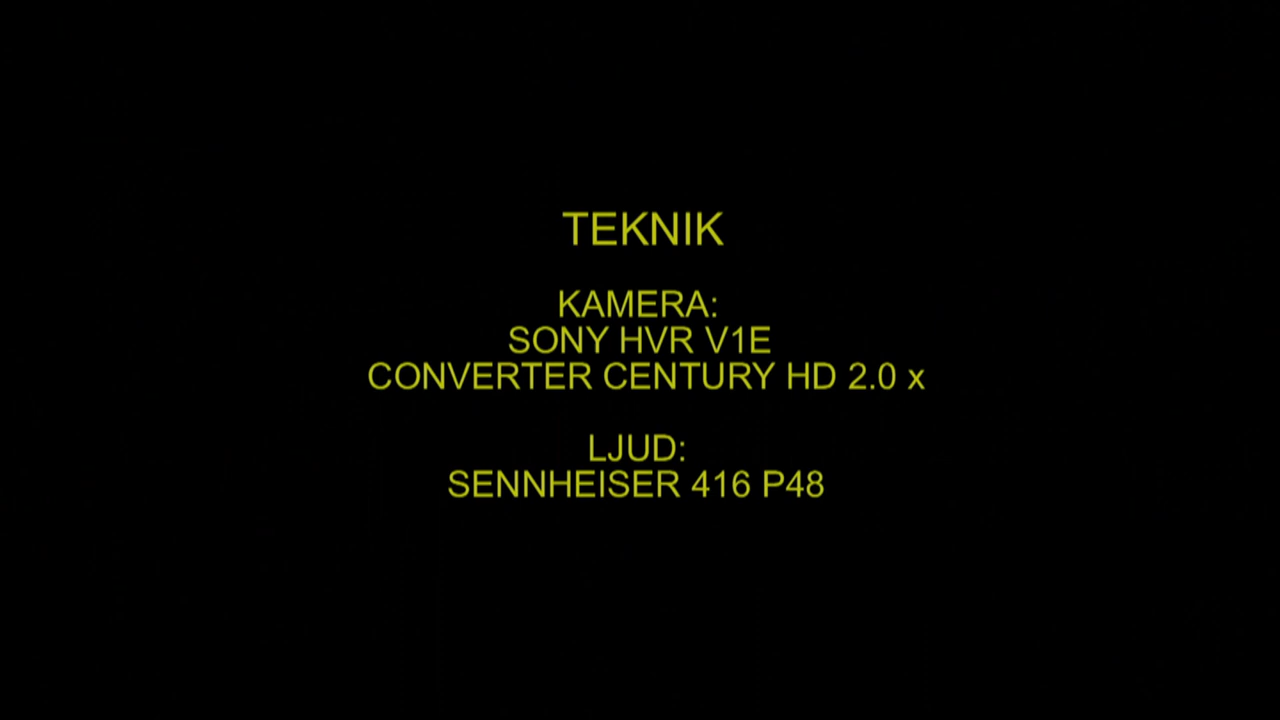 TEKNIK
KAMERA:
SONY HVR V1E
CONVERTER CENTURY HD 2.0 x
LJUD:
SENNHEISER 416 P48